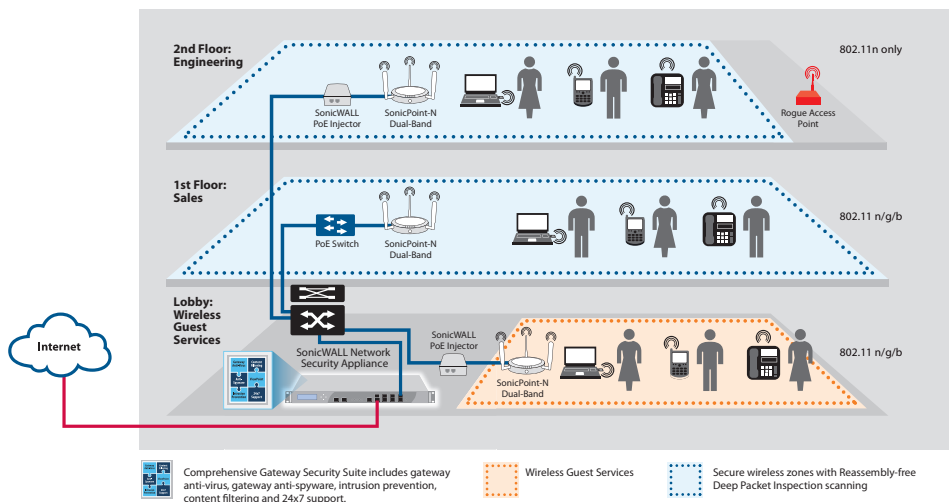 2nd Floor:
Engineering
802.11n only
SonicWALL
PoE Injector
SonicPoint-N
Dual-Band
Rogue Access
Point
1st Floor:
Sales
802.11 n/g/b
PoE Switch
SonicPoint-N
Dual-Band
Lobby:
Wireless
Guest
Services
Internet
SonicWALL Network
Security Appliance
SonicWALL
PoE Injector
SonicPoint-N
Dual-Band
802.11 n/g/b
Comprehensive Gateway Security Suite includes gateway
anti-virus, gateway anti-spyware, intrusion prevention,
content filtering and 24x7 support.
Wireless Guest Services
Secure wireless zones with Reassembly-free
Deep Packet Inspection scanning